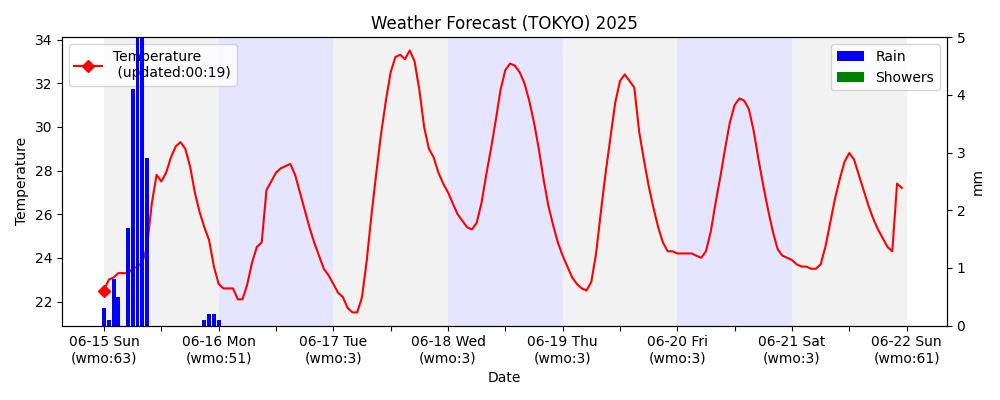 Weather Forecast (TOKYO) 2025
Temperature
(updated:00:19)
Rain
Showers
34
32
30
28
26
24
22
Temperature
5
4
3
2
1
0
mm
06-15 Sun
(wmo:63)
06-16 Mon
(wmo:51)
06-17 Tue
(wmo:3)
06-18 Wed
(wmo:3)
06-19 Thu
(wmo:3)
06-20 Fri
(wmo:3)
06-21 Sat
(wmo:3)
06-22 Sun
(wmo:61)
Date